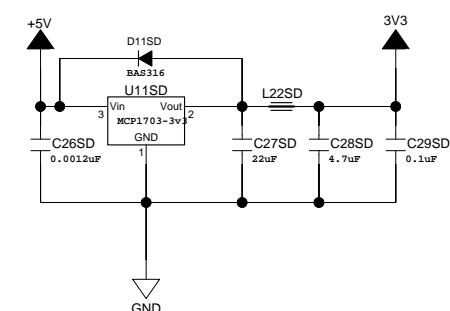 +5V
3V3
D11SD
BAS316
U11SD
L22SD
Vin
Vout
3
2
MCP1703-3v3
GND
1
C26SD
0.0012uF
C27SD
22uF
C28SD
4.7uF
C29SD
0.1uF
GND